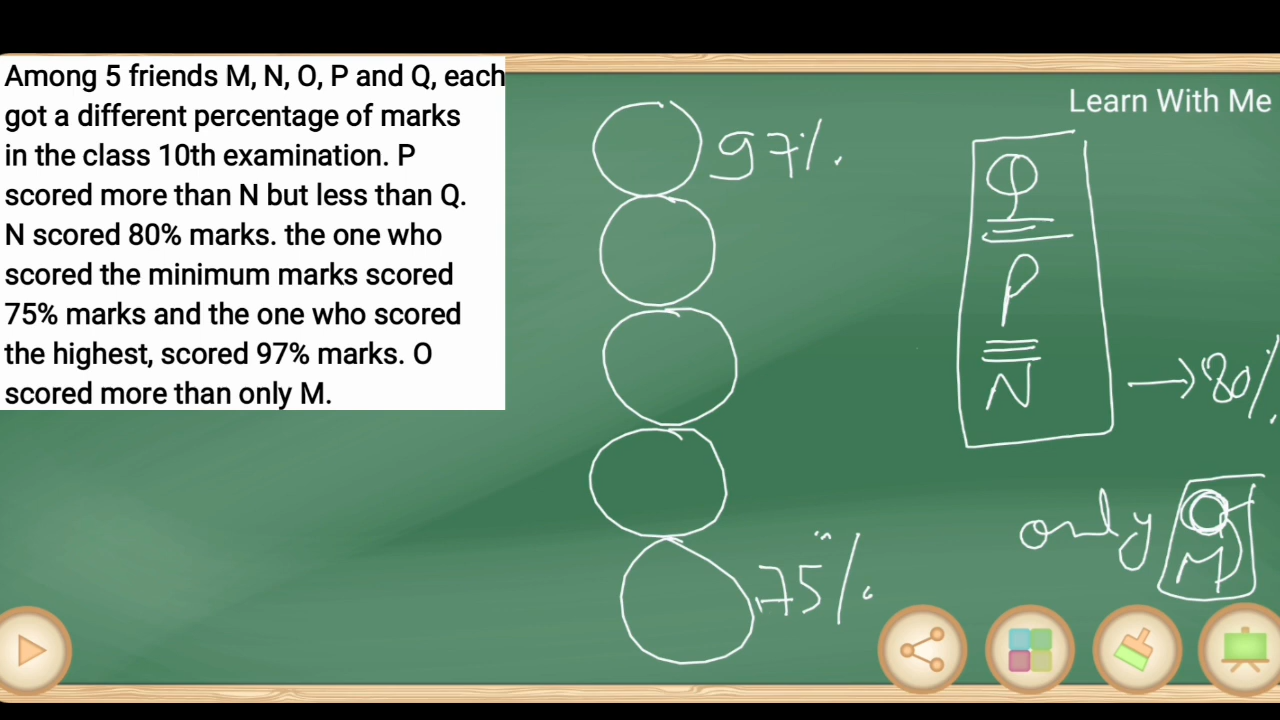 Among 5 friends M, N, O, P and Q, each
got a different percentage of marks
in the class 10th examination. P
scored more than N but less than Q.
N scored 80% marks. the one who
scored the minimum marks scored
75% marks and the one who scored
the highest, scored 97% marks. O
scored more than only M.
Learn With Me
97%.
Q
P
N
→80%
only
O
M
75%